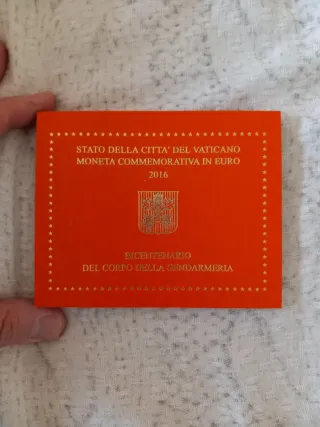 STATO DELLA CITTA' DEL VATICANO
MONETA COMMEMORATIVA IN EURO
2016
BICENTENARIO
DEL CORPO DELLA GENDARMERIA